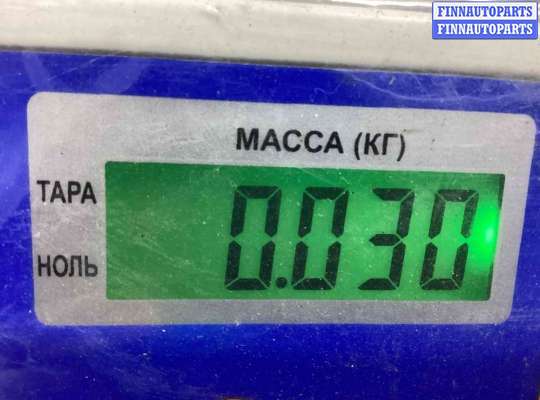 FINNAUTOPARTS
FINNAUTOPARTS
МАССА (КГ)
ТАРА
0.030
НОЛЬ